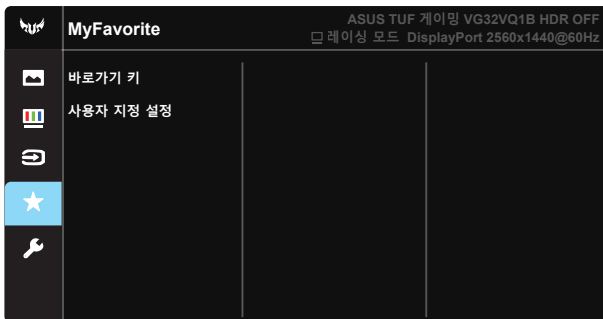 MyFavorite
ASUS TUF 게이밍 VG32VQ1B HDR OFF
레이싱 모드 DisplayPort 2560x1440@60Hz
바로가기 키
사용자 지정 설정